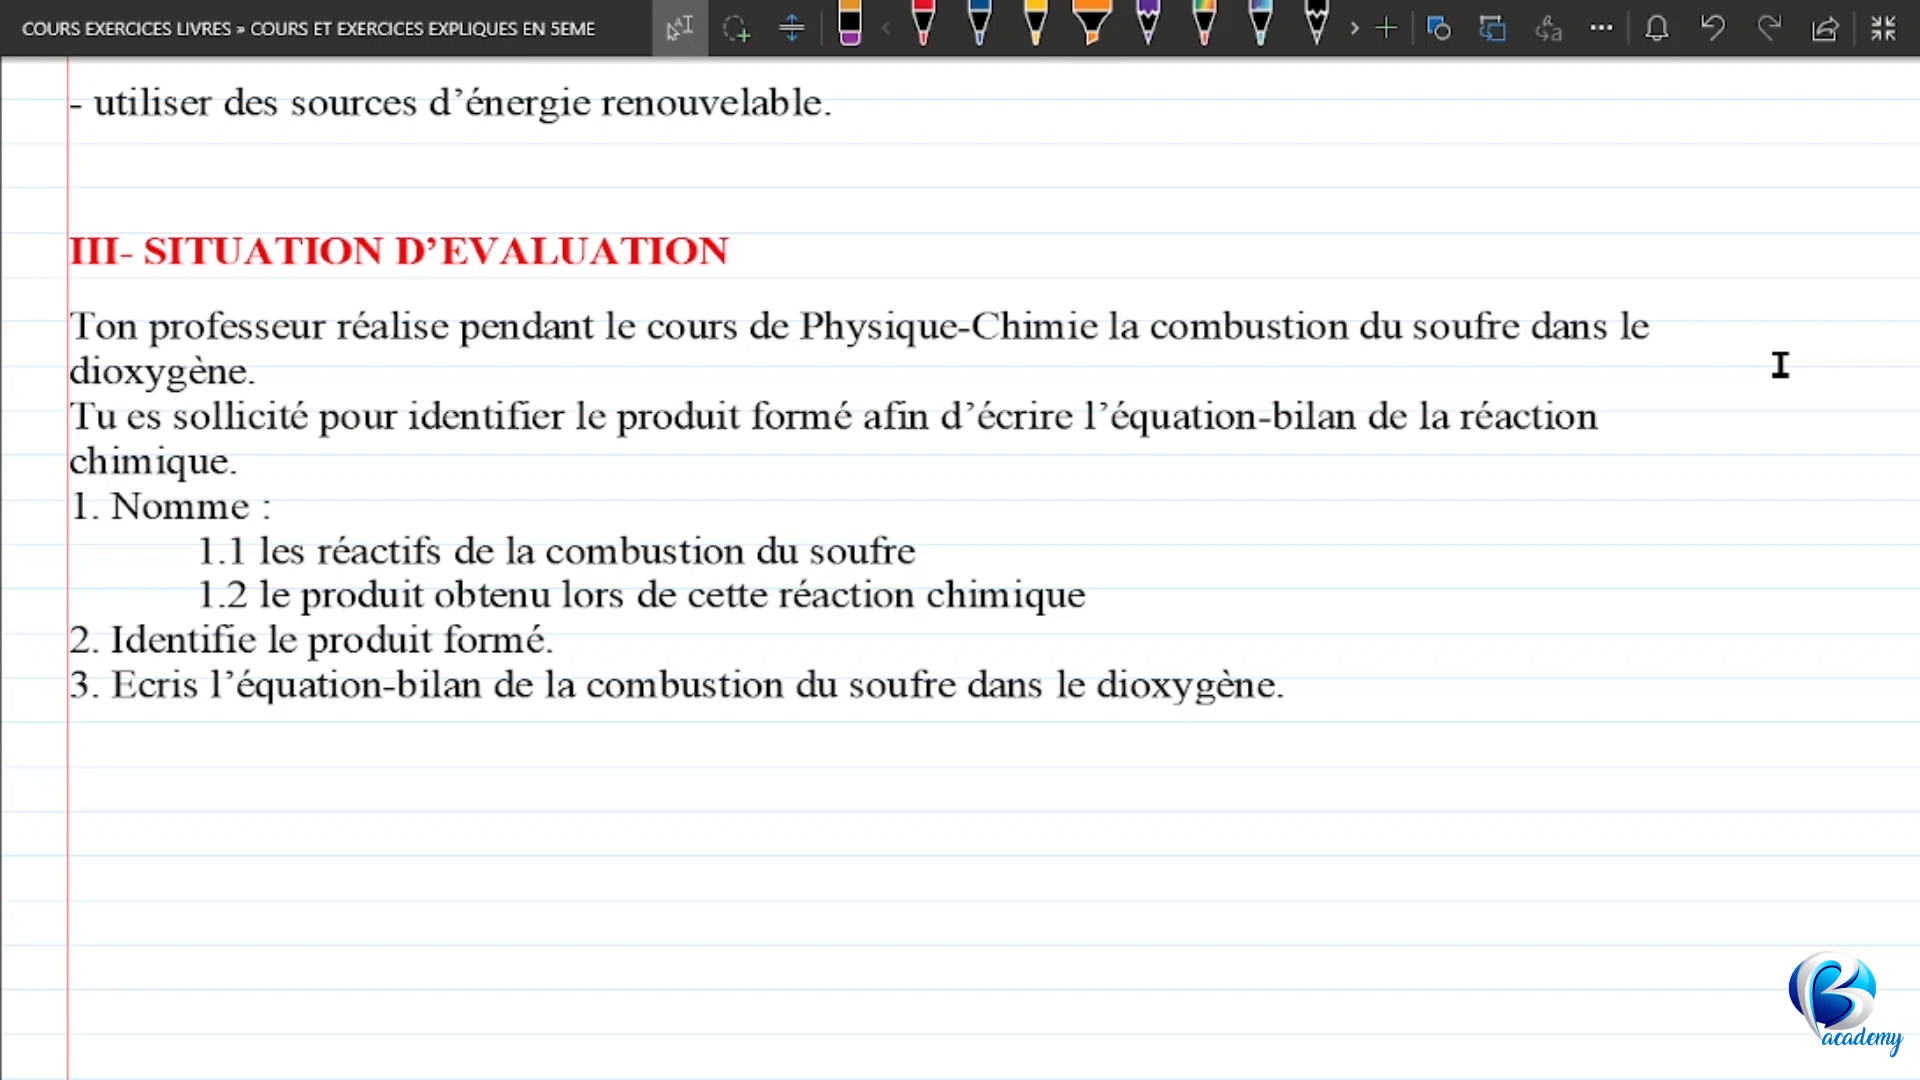 COURS EXERCICES LIVRES » COURS ET EXERCICES EXPLIQUES EN 5EME
- utiliser des sources d’énergie renouvelable.
III- SITUATION D’EVALUATION
Ton professeur réalise pendant le cours de Physique-Chimie la combustion du soufre dans le
dioxygène.
Tu es sollicité pour identifier le produit formé afin d’écrire l’équation-bilan de la réaction
chimique.
1. Nomme :
1.1 les réactifs de la combustion du soufre
1.2 le produit obtenu lors de cette réaction chimique
2. Identifie le produit formé.
3. Ecris l’équation-bilan de la combustion du soufre dans le dioxygène.
B
academy